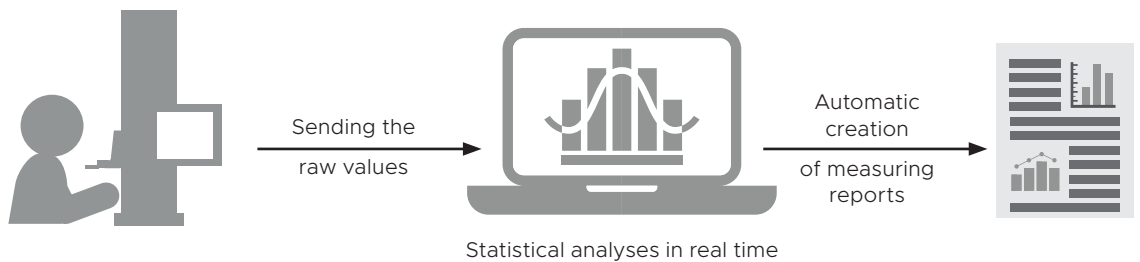 Sending the
raw values
Statistical analyses in real time
Automatic
creation
of measuring
reports